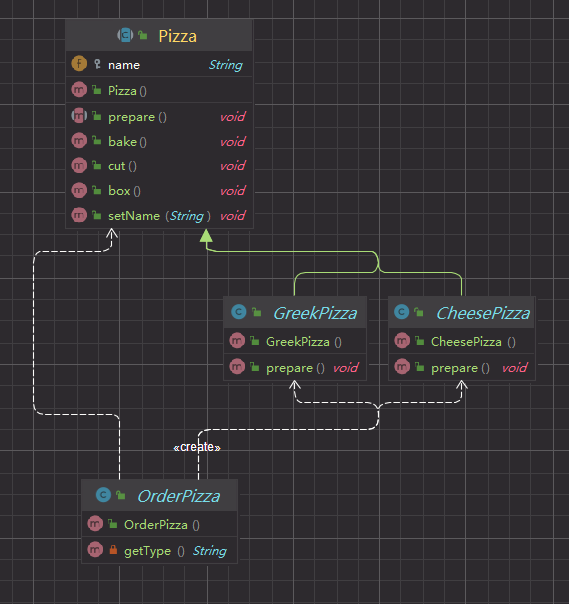 Pizza
name String
Pizza ()
prepare () void
bake () void
cut () void
box () void
setName (String) void
GreekPizza
GreekPizza ()
prepare () void
CheesePizza
CheesePizza ()
prepare () void
«create»
OrderPizza
OrderPizza ()
getType () String